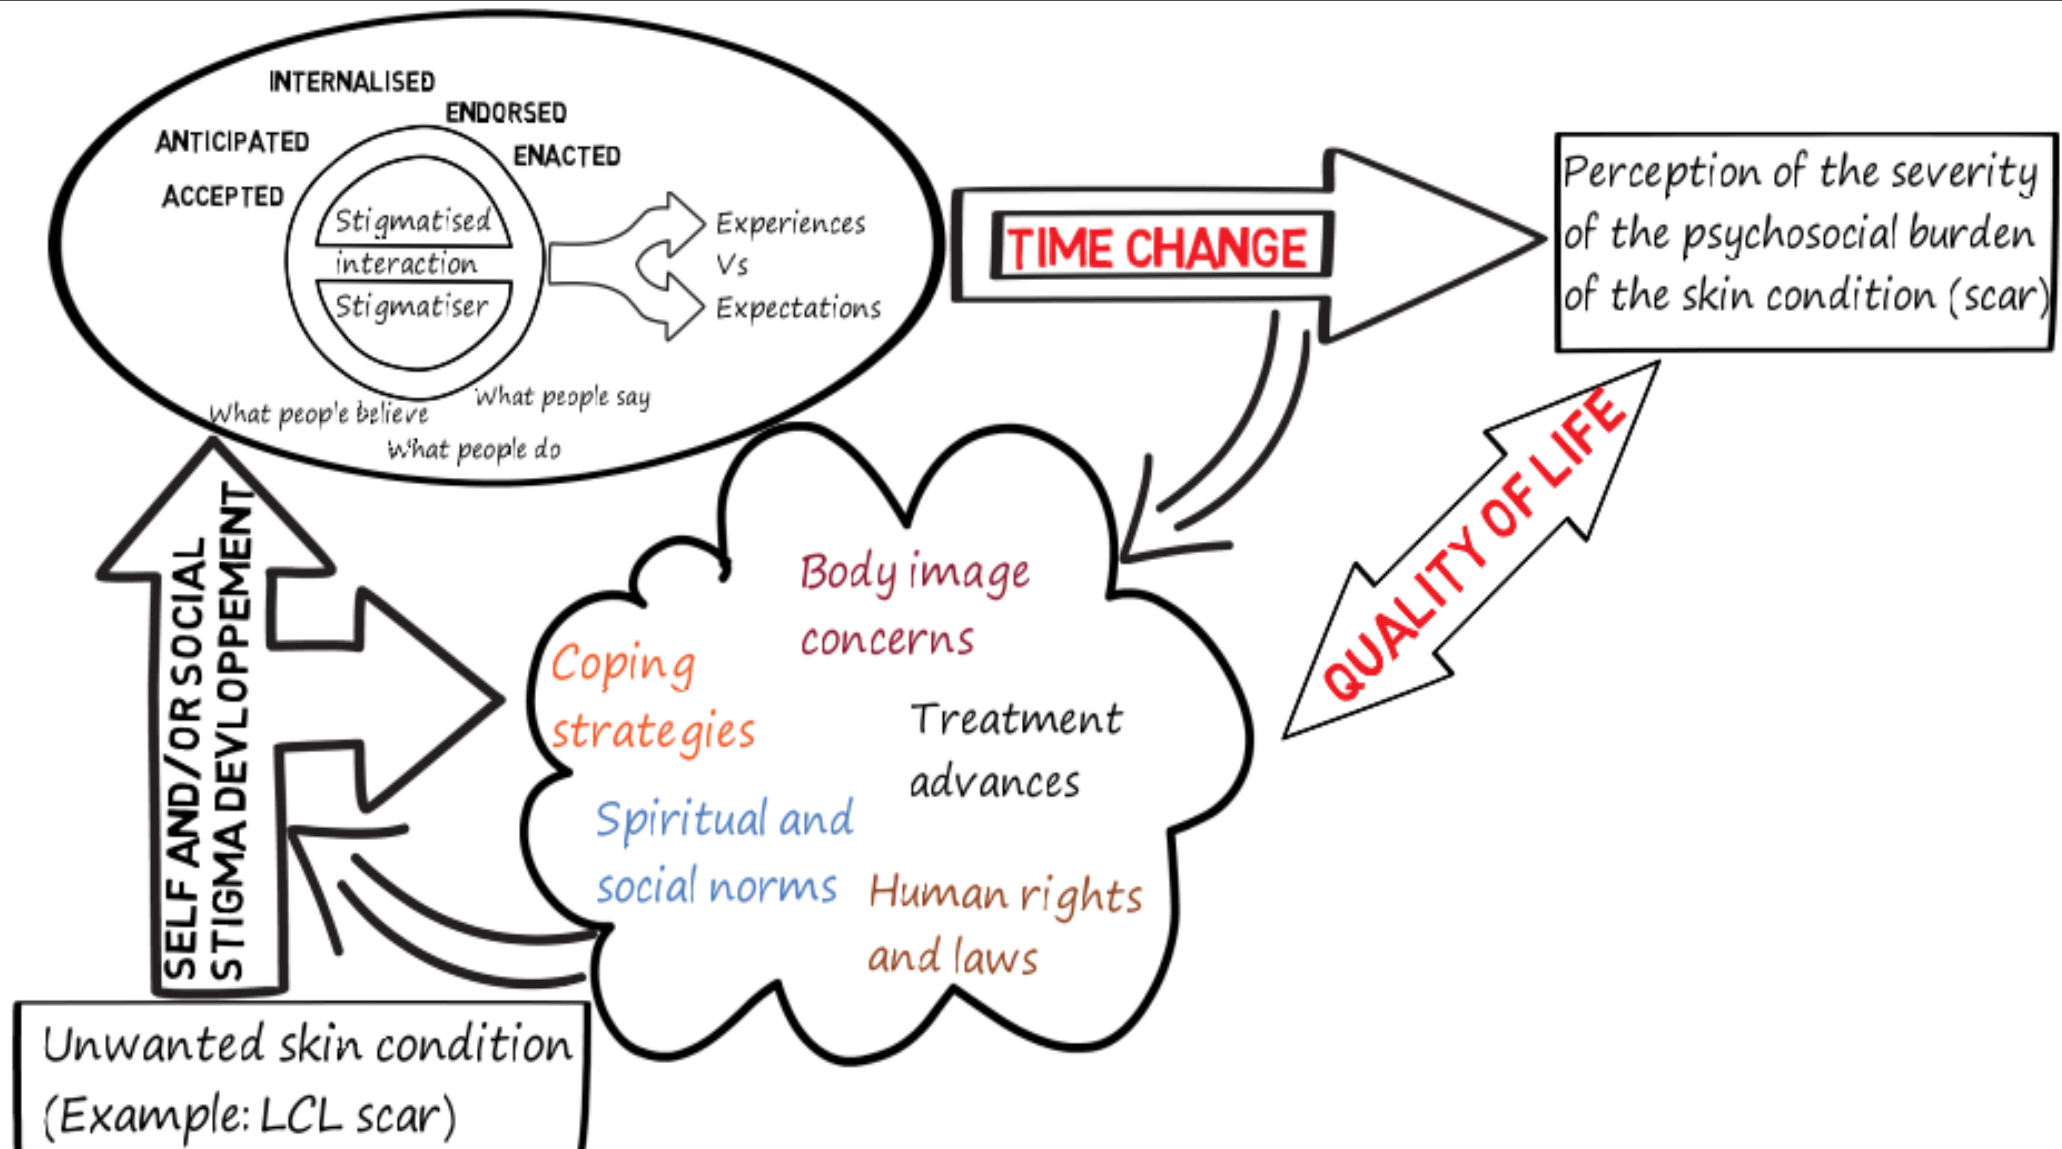 INTERNALISED
ENDORSED
ANTICIPATED
ENACTED
ACCEPTED
Stigmatised
interaction
Stigmatiser
Experiences
Vs
Expectations
What people say
What people believe
What people do
TIME CHANGE
Perception of the severity
of the psychosocial burden
of the skin condition (scar)
QUALITY OF LIFE
SELF AND/OR SOCIAL
STIGMA DEVLOPPEMENT
Body image
concerns
Coping
strategies
Treatment
advances
Spiritual and
social norms
Human rights
and laws
Unwanted skin condition
(Example: LCL scar)